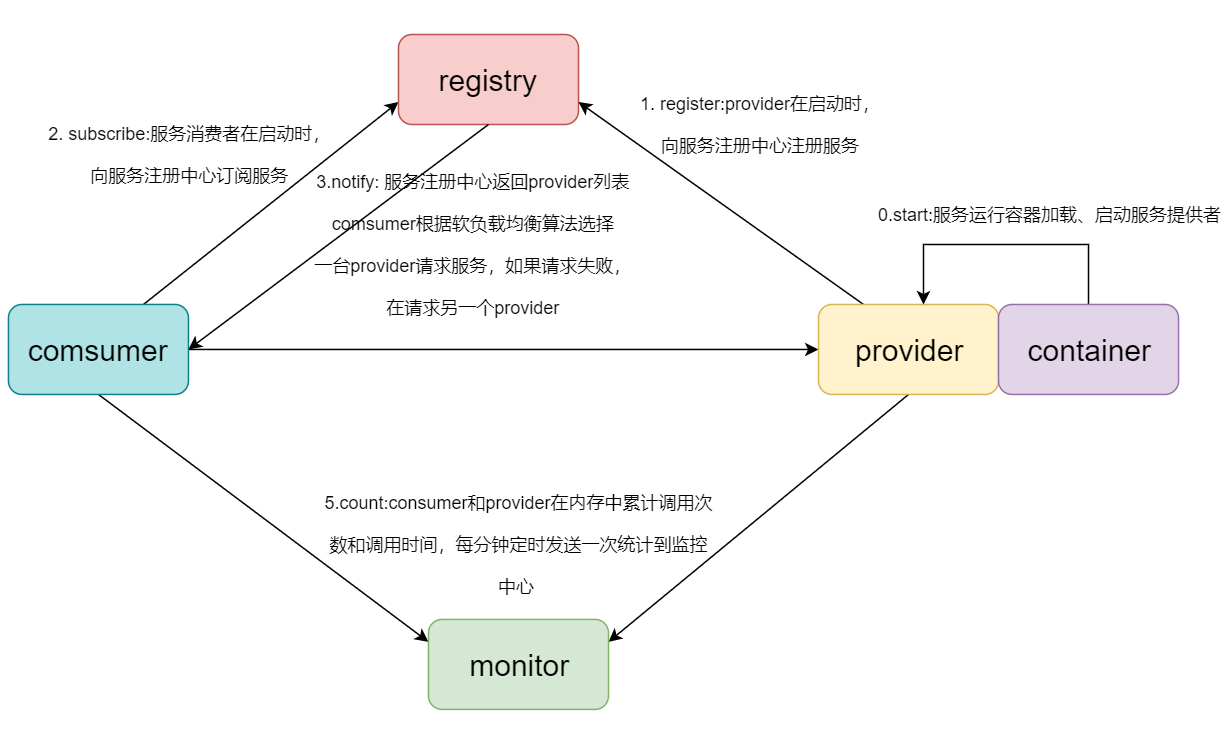 registry
1. register:provider在启动时,
向服务注册中心注册服务
2. subscribe:服务消费者在启动时,
向服务注册中心订阅服务
3.notify: 服务注册中心返回provider列表
comsumer根据软负载均衡算法选择
一台provider请求服务，如果请求失败，
在请求另一个provider
0.start:服务运行容器加载、启动服务提供者
comsumer
provider
container
5.count:consumer和provider在内存中累计调用次
数和调用时间，每分钟定时发送一次统计到监控
中心
monitor